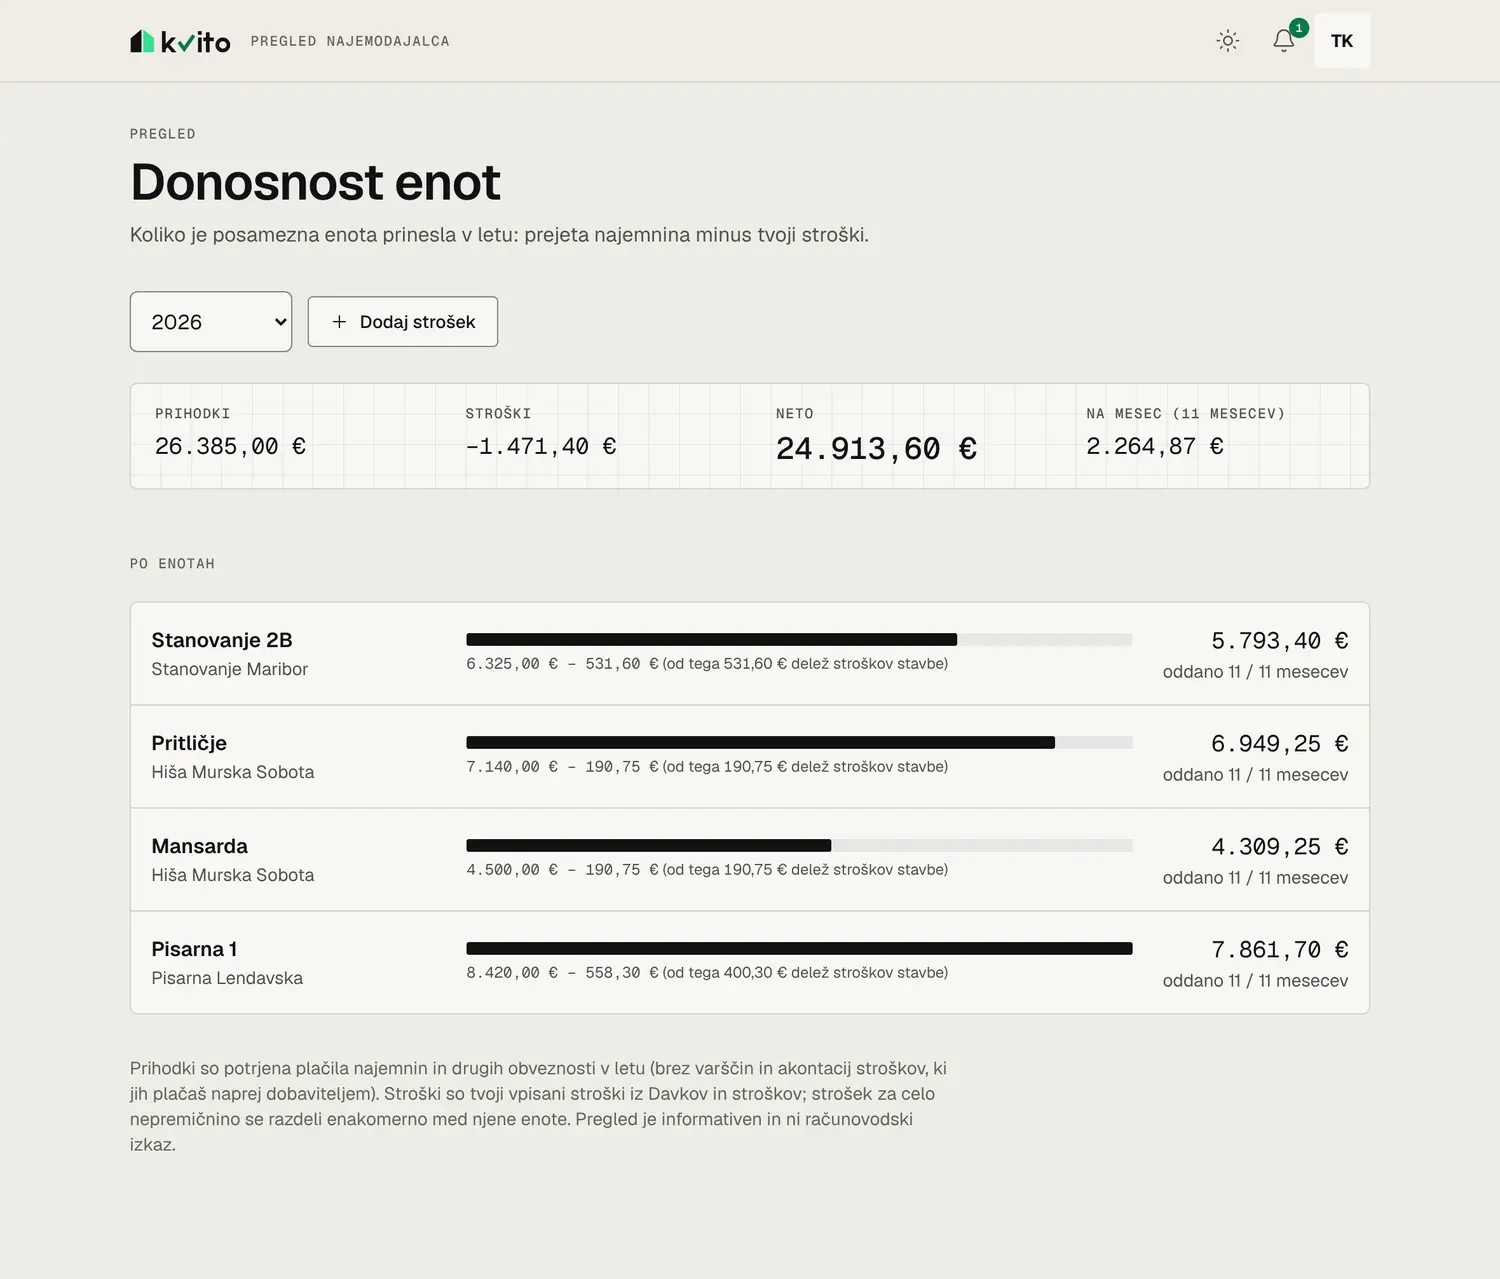 kvito PREGLED NAJEMODAJALCA
1
TK
PREGLED
Donosnost enot
Koliko je posamezna enota prinesla v letu: prejeta najemnina minus tvoji stroški.
2026
+ Dodaj strošek
PRIHODKI
26.385,00 €
STROŠKI
−1.471,40 €
NETO
24.913,60 €
NA MESEC (11 MESECEV)
2.264,87 €
PO ENOTAH
Stanovanje 2B
Stanovanje Maribor
6.325,00 € − 531,60 € (od tega 531,60 € delež stroškov stavbe)
5.793,40 €
oddano 11 / 11 mesecev
Pritličje
Hiša Murska Sobota
7.140,00 € − 190,75 € (od tega 190,75 € delež stroškov stavbe)
6.949,25 €
oddano 11 / 11 mesecev
Mansarda
Hiša Murska Sobota
4.500,00 € − 190,75 € (od tega 190,75 € delež stroškov stavbe)
4.309,25 €
oddano 11 / 11 mesecev
Pisarna 1
Pisarna Lendavska
8.420,00 € − 558,30 € (od tega 400,30 € delež stroškov stavbe)
7.861,70 €
oddano 11 / 11 mesecev
Prihodki so potrjena plačila najemnin in drugih obveznosti v letu (brez varščin in akontacij stroškov, ki
jih plačaš naprej dobaviteljem). Stroški so tvoji vpisani stroški iz Davkov in stroškov; strošek za celo
nepremičnino se razdeli enakomerno med njene enote. Pregled je informativen in ni računovodski
izkaz.